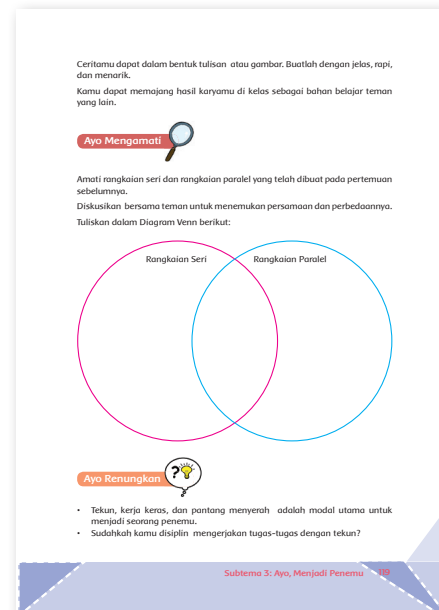 Ceritamu dapat dalam bentuk tulisan atau gambar. Buatlah dengan jelas, rapi,
dan menarik.
Kamu dapat memajang hasil karyamu di kelas sebagai bahan belajar teman
yang lain.
Ayo Mengamati
Amati rangkaian seri dan rangkaian paralel yang telah dibuat pada pertemuan
sebelumnya.
Diskusikan bersama teman untuk menemukan persamaan dan perbedaannya.
Tuliskan dalam Diagram Venn berikut:
Rangkaian Seri
Rangkaian Paralel
?
Ayo Renungkan
• Tekun, kerja keras, dan pantang menyerah adalah modal utama untuk
menjadi seorang penemu.
• Sudahkah kamu disiplin mengerjakan tugas-tugas dengan tekun?
Subtema 3: Ayo, Menjadi Penemu 119